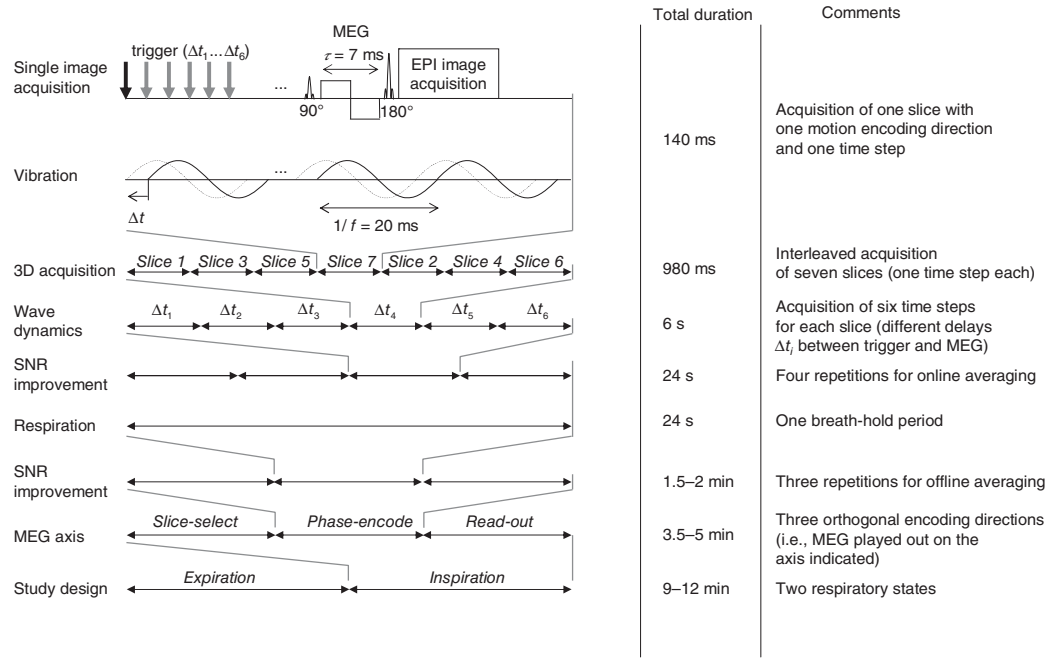 Total duration
Comments
MEG
trigger (Δt1...Δt6)
τ = 7 ms
Single image
acquisition
...
EPI image
acquisition
90°
180°
140 ms
Acquisition of one slice with
one motion encoding direction
and one time step
Vibration
...
Δt
1/ f = 20 ms
3D acquisition
Slice 1 Slice 3 Slice 5 Slice 7 Slice 2 Slice 4 Slice 6
980 ms
Interleaved acquisition
of seven slices (one time step each)
Wave
dynamics
Δt1 Δt2 Δt3 Δt4 Δt5 Δt6
6 s
Acquisition of six time steps
for each slice (different delays
Δti between trigger and MEG)
SNR
improvement
24 s
Four repetitions for online averaging
Respiration
24 s
One breath-hold period
SNR
improvement
1.5–2 min
Three repetitions for offline averaging
MEG axis
Slice-select Phase-encode Read-out
3.5–5 min
Three orthogonal encoding directions
(i.e., MEG played out on the
axis indicated)
Study design
Expiration Inspiration
9–12 min
Two respiratory states